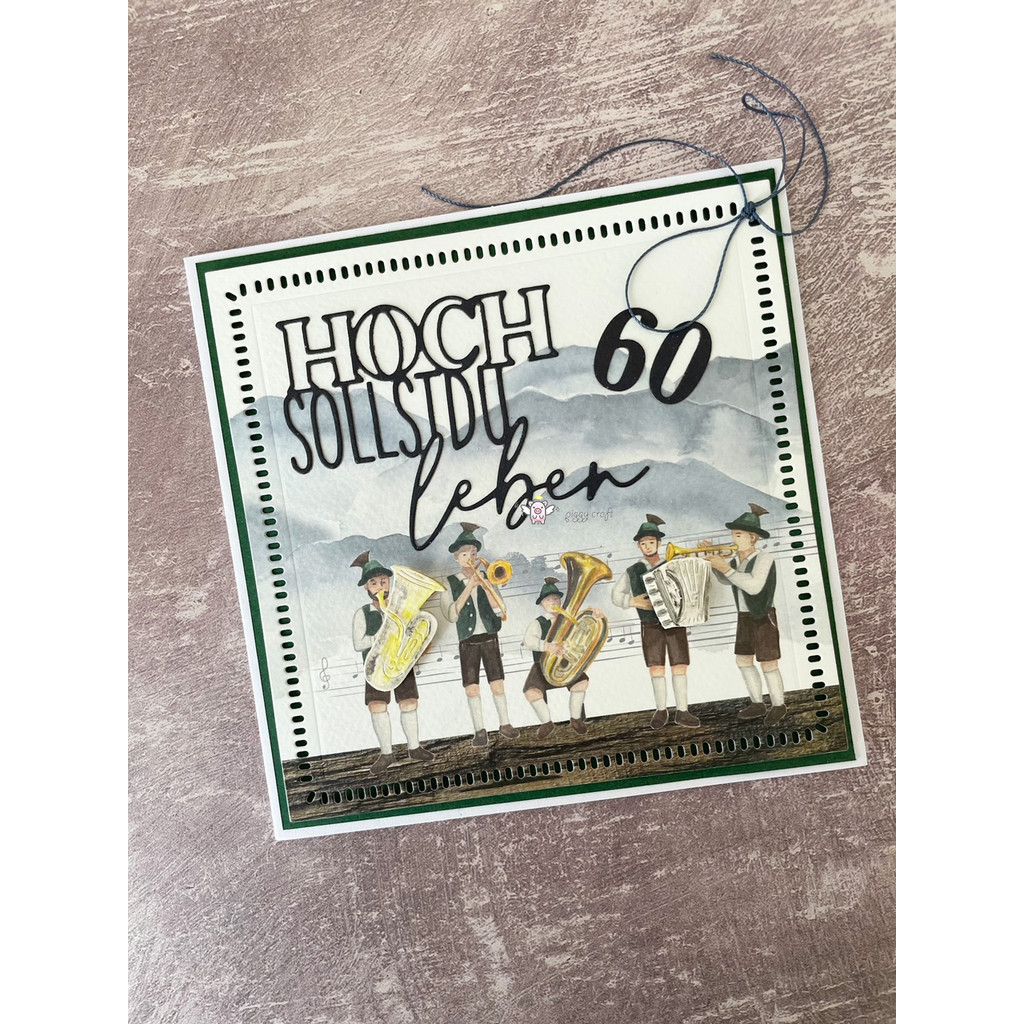 HOCH
60
SOLLST DU
leben
piggy craft